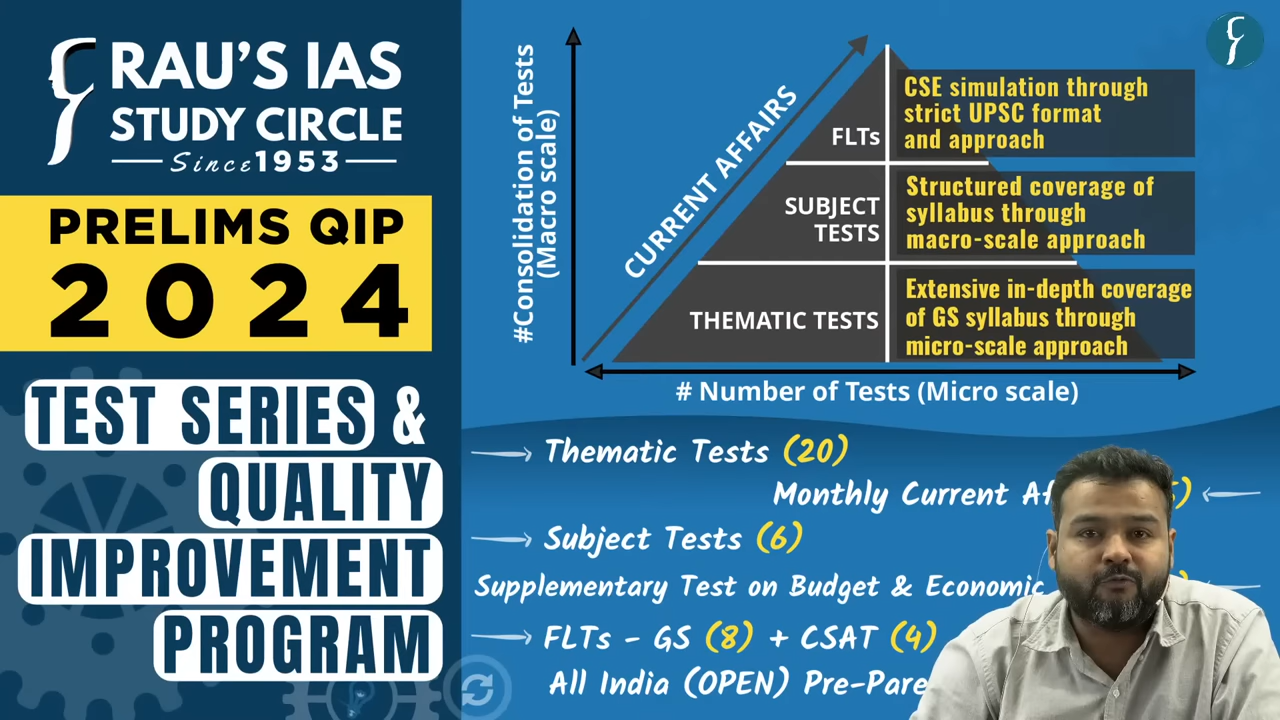 RAU'S IAS
STUDY CIRCLE
Since 1953
PRELIMS QIP
2024
TEST SERIES &
QUALITY
IMPROVEMENT
PROGRAM
#Consolidation of Tests
(Macro scale)
CURRENT AFFAIRS
FLTs
CSE simulation through
strict UPSC format
and approach
SUBJECT
TESTS
Structured coverage of
syllabus through
macro-scale approach
THEMATIC TESTS
Extensive in-depth coverage
of GS syllabus through
micro-scale approach
# Number of Tests (Micro scale)
Thematic Tests (20)
Monthly Current
Subject Tests (6)
Supplementary Test on Budget & Economic
FLTs - GS (8) + CSAT (4)
All India (OPEN)